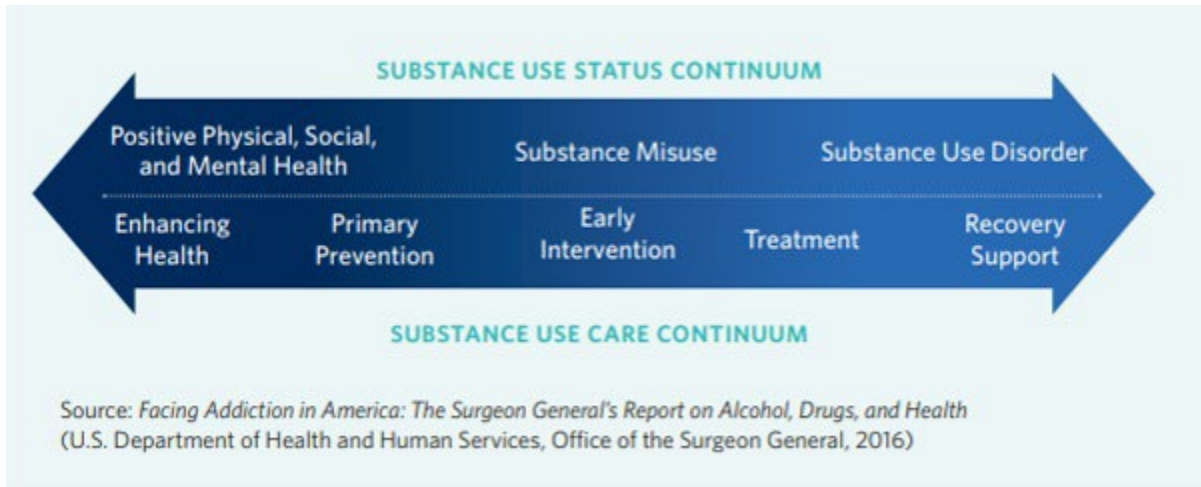 SUBSTANCE USE STATUS CONTINUUM
Positive Physical, Social,
and Mental Health
Substance Misuse
Substance Use Disorder
Enhancing
Health
Primary
Prevention
Early
Intervention
Treatment
Recovery
Support
SUBSTANCE USE CARE CONTINUUM
Source: Facing Addiction in America: The Surgeon General's Report on Alcohol, Drugs, and Health
(U.S. Department of Health and Human Services, Office of the Surgeon General, 2016)